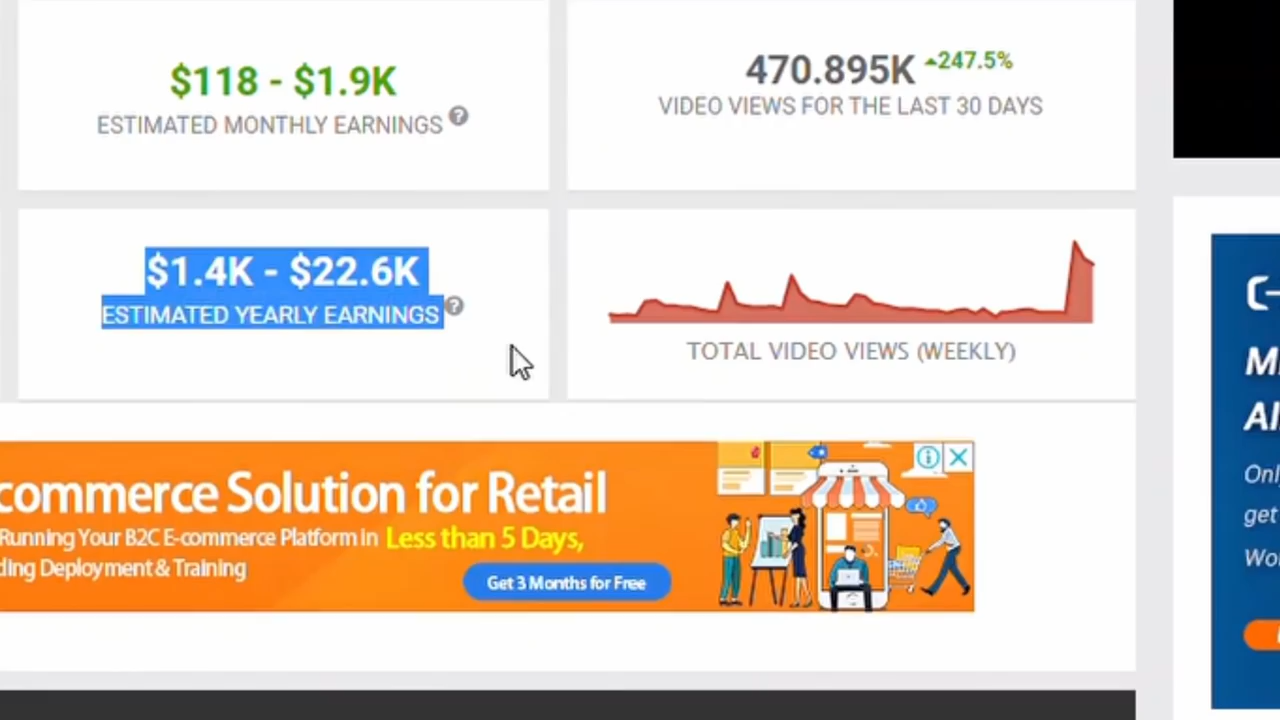 $118 - $1.9K
ESTIMATED MONTHLY EARNINGS ?
470.895K 247.5%
VIDEO VIEWS FOR THE LAST 30 DAYS
$1.4K - $22.6K
ESTIMATED YEARLY EARNINGS ?
TOTAL VIDEO VIEWS (WEEKLY)
commerce Solution for Retail
Running Your B2C E-commerce Platform in Less than 5 Days,
ding Deployment & Training
Get 3 Months for Free
get